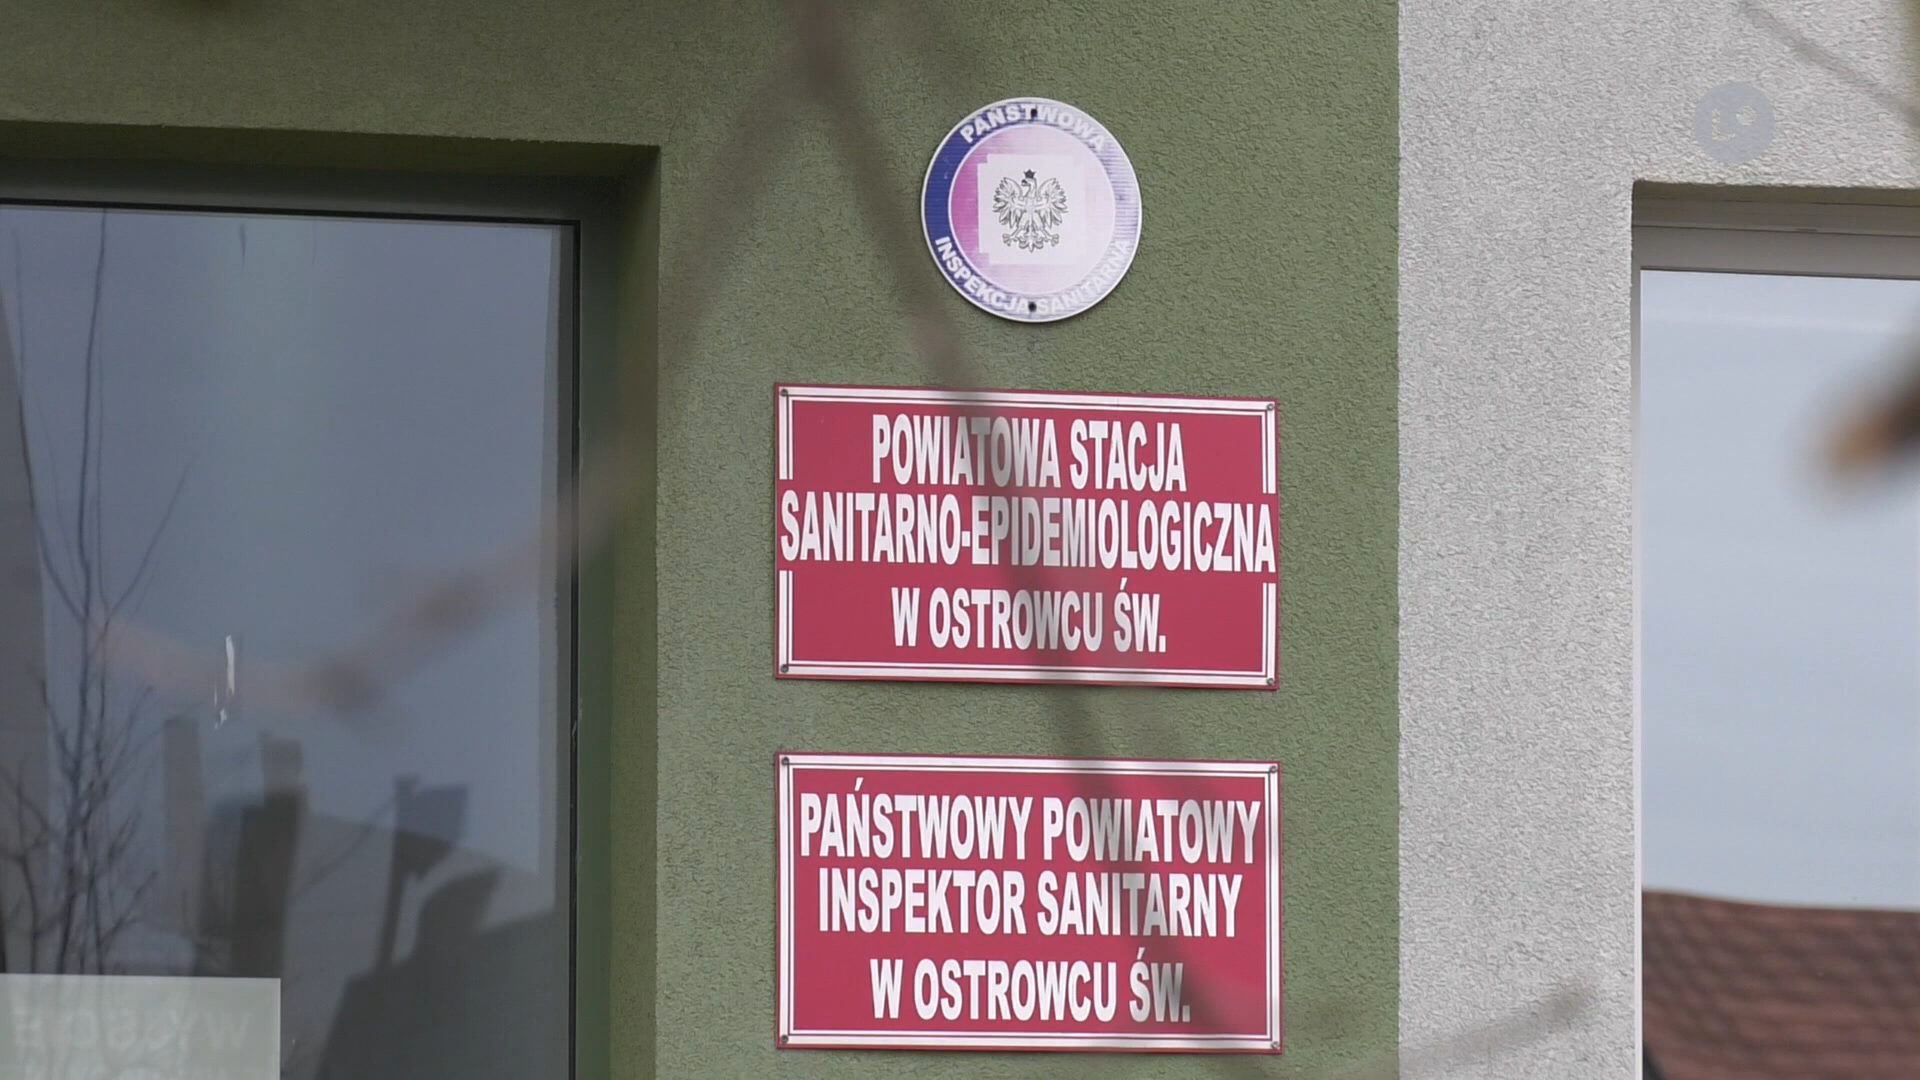 PAŃSTWOWA
INSPEKCJA SANITARNA
POWIATOWA STACJA
SANITARNO-EPIDEMIOLOGICZNA
W OSTROWCU ŚW.
PAŃSTWOWY POWIATOWY
INSPEKTOR SANITARNY
W OSTROWCU ŚW.